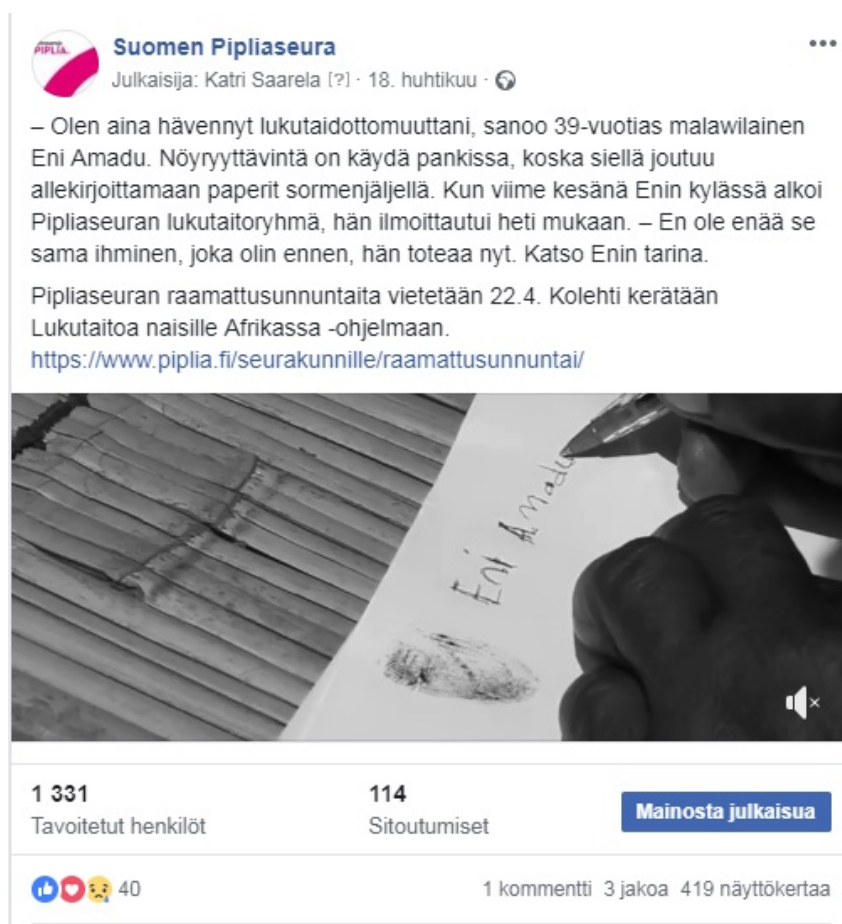 PIPLIA.
Suomen Pipliaseura
Julkaisija: Katri Saarela [?] · 18. huhtikuu ·
– Olen aina hävennyt lukutaidottomuuttani, sanoo 39-vuotias malawilainen
Eni Amadu. Nöyryyttävintä on käydä pankissa, koska siellä joutuu
allekirjoittamaan paperit sormenjäljellä. Kun viime kesänä Enin kylässä alkoi
Pipliaseuran lukutaitoryhmä, hän ilmoittautui heti mukaan. – En ole enää se
sama ihminen, joka olin ennen, hän toteaa nyt. Katso Enin tarina.
Pipliaseuran raamattusunnuntaita vietetään 22.4. Kolehti kerätään
Lukutaitoa naisille Afrikassa -ohjelmaan.
https://www.piplia.fi/seurakunnille/raamattusunnuntai/
Eni Amadu
1 331
Tavoitetut henkilöt
114
Sitoutumiset
Mainosta julkaisua
40
1 kommentti 3 jakoa 419 näyttökertaa